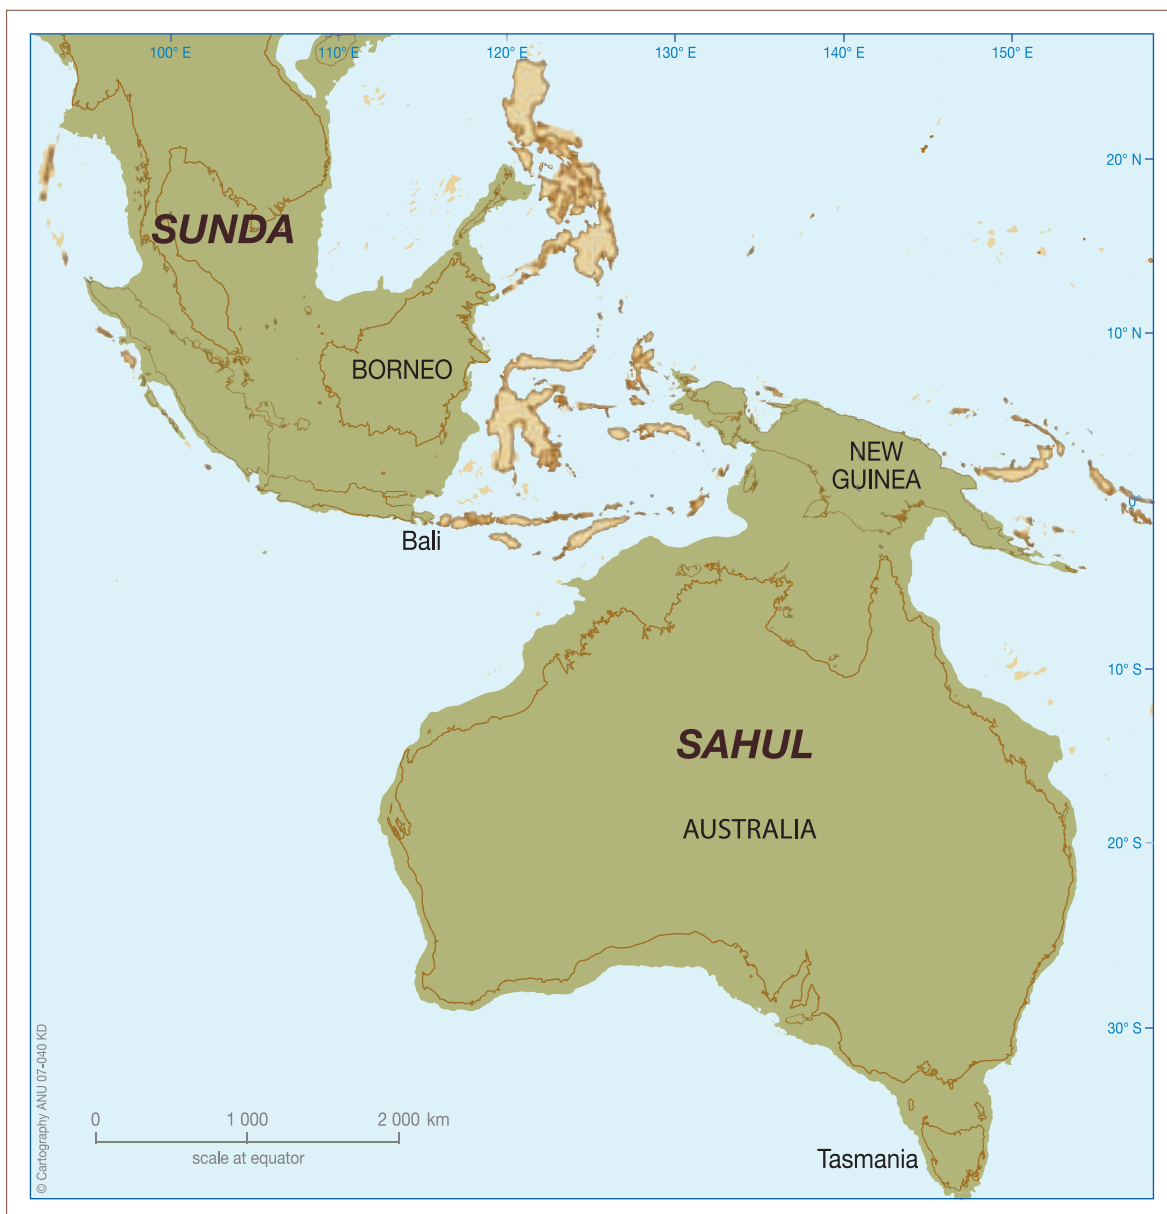 100° E
110° E
120° E
130° E
140° E
150° E
20° N
SUNDA
10° N
BORNEO
NEW
GUINEA
0°
Bali
10° S
SAHUL
AUSTRALIA
20° S
30° S
0
1 000
2 000 km
scale at equator
Tasmania
© Cartography ANU 07-040 KD